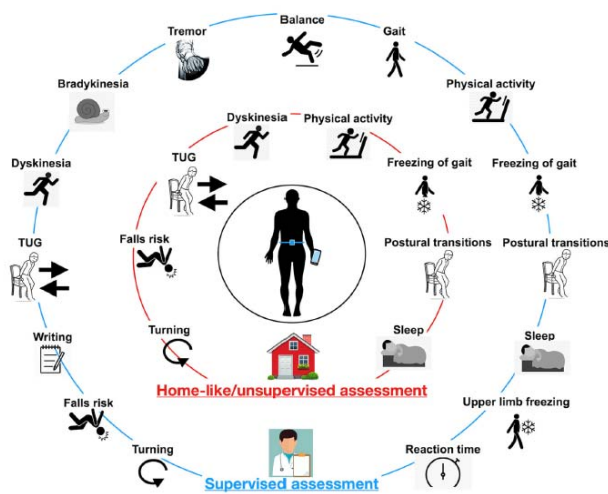 Balance
Tremor
Gait
Bradykinesia
Physical activity
Dyskinesia
Physical activity
TUG
Dyskinesia
Freezing of gait
Freezing of gait
TUG
Falls risk
Postural transitions
Postural transitions
Writing
Turning
Sleep
Sleep
Home-like/unsupervised assessment
Falls risk
Upper limb freezing
Turning
Reaction time
Supervised assessment